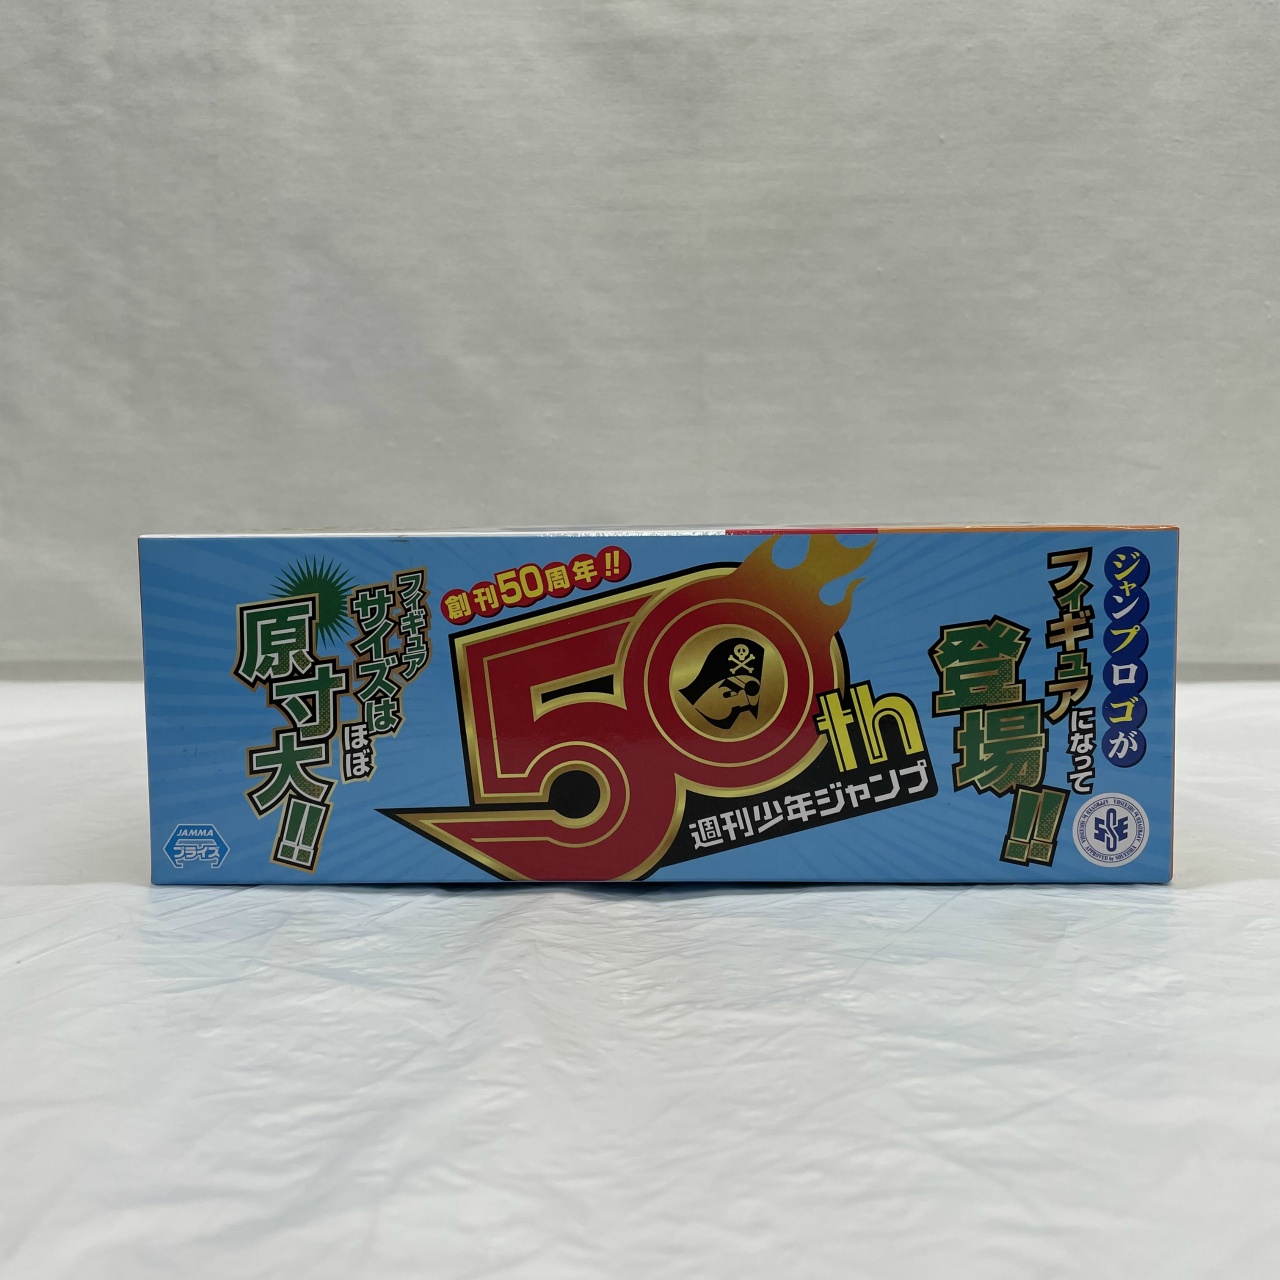 ジャンプロゴが
フィギュアになって
登場!!
創刊50周年!!
50th
週刊少年ジャンプ
フィギュア
サイズは
ほぼ
原寸大!!
JAMMA
プライズ